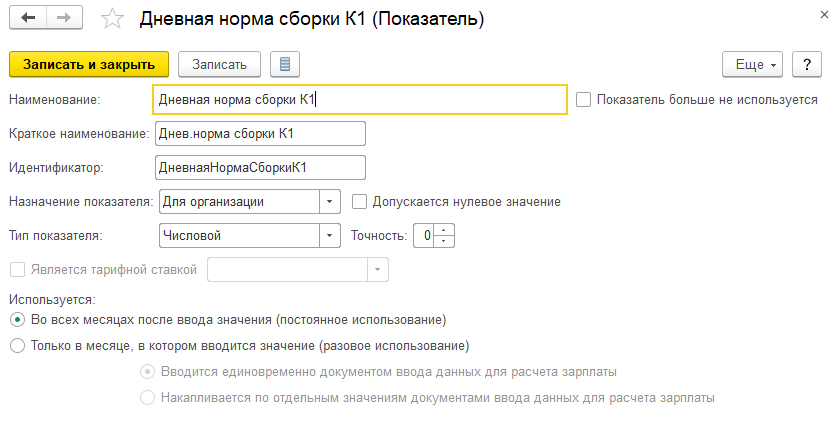 Дневная норма сборки К1 (Показатель)
Записать и закрыть Записать Еще ?
Наименование: Дневная норма сборки К1 Показатель больше не используется
Краткое наименование: Днев.норма сборки К1
Идентификатор: ДневнаяНормаСборкиК1
Назначение показателя: Для организации Допускается нулевое значение
Тип показателя: Числовой Точность: 0
Является тарифной ставкой
Используется:
Во всех месяцах после ввода значения (постоянное использование)
Только в месяце, в котором вводится значение (разовое использование)
Вводится единовременно документом ввода данных для расчета зарплаты
Накапливается по отдельным значениям документами ввода данных для расчета зарплаты